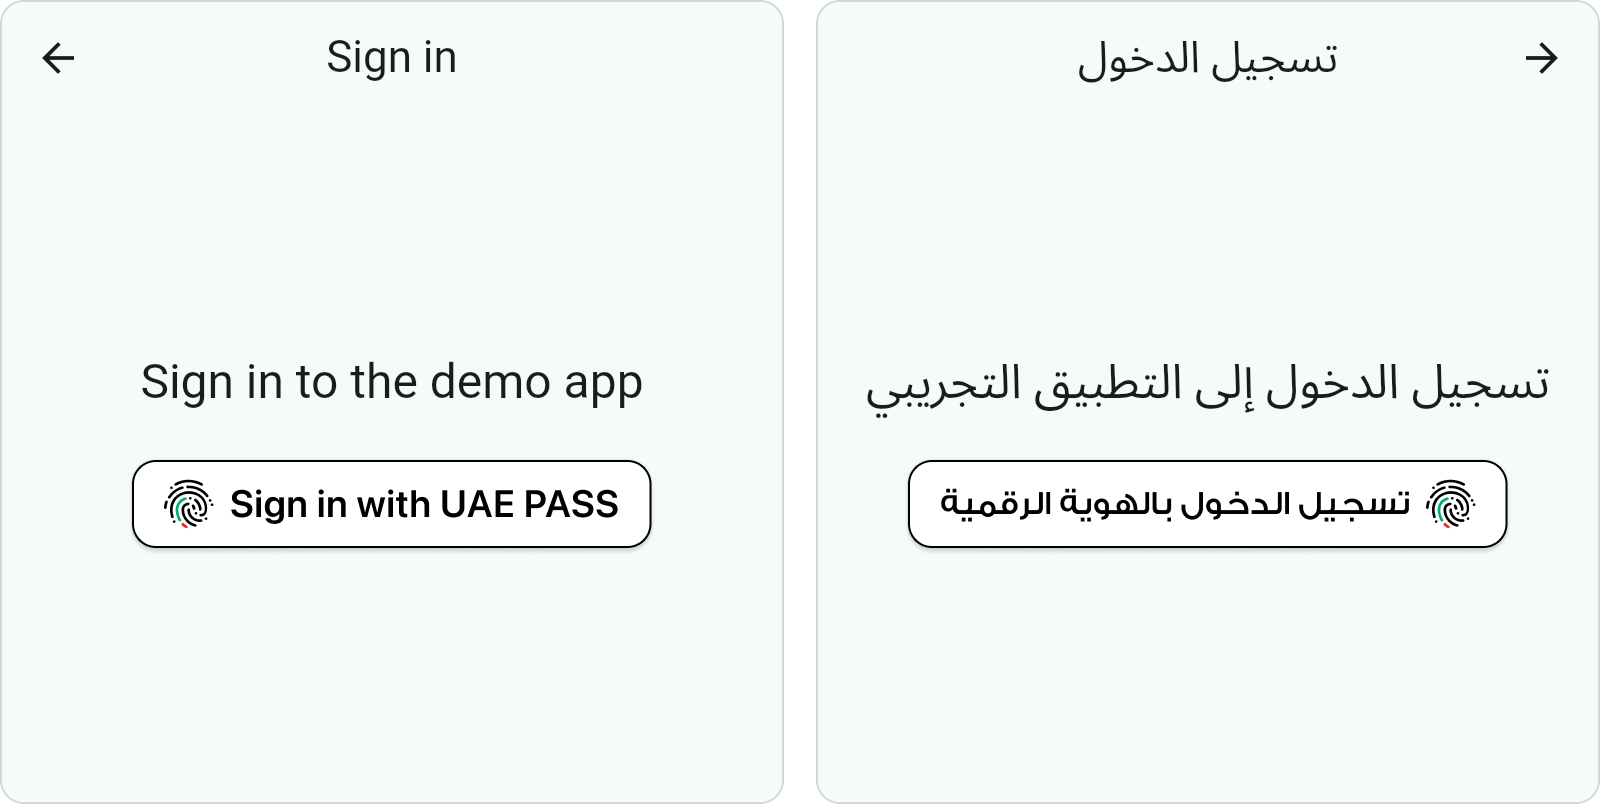 Sign in
Sign in to the demo app
Sign in with UAE PASS
تسجيل الدخول
تسجيل الدخول إلى التطبيق التجريبي
تسجيل الدخول بالهوية الرقمية